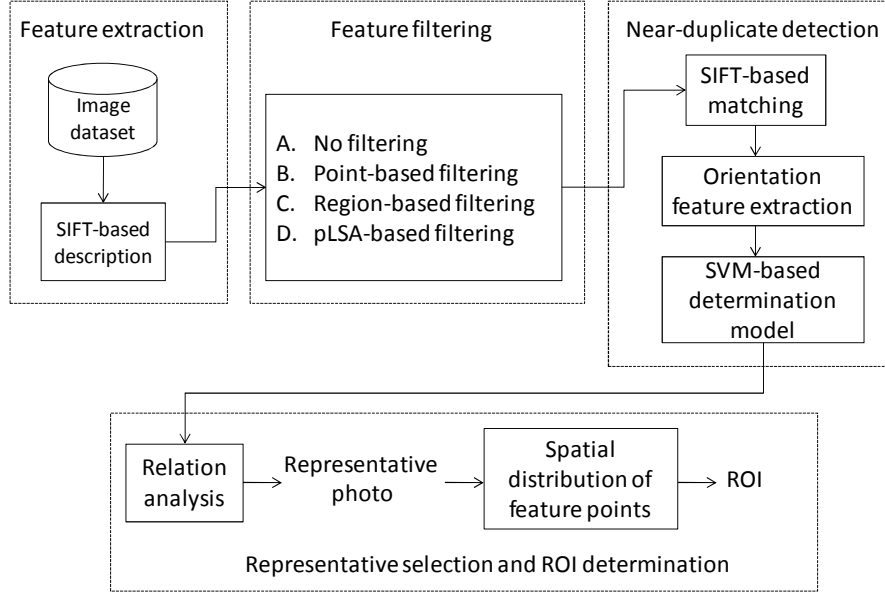 Feature extraction
Image
dataset
SIFT-based
description
Feature filtering
A. No filtering
B. Point-based filtering
C. Region-based filtering
D. pLSA-based filtering
Near-duplicate detection
SIFT-based
matching
Orientation
feature extraction
SVM-based
determination
model
Relation
analysis
Representative
photo
Spatial
distribution of
feature points
ROI
Representative selection and ROI determination